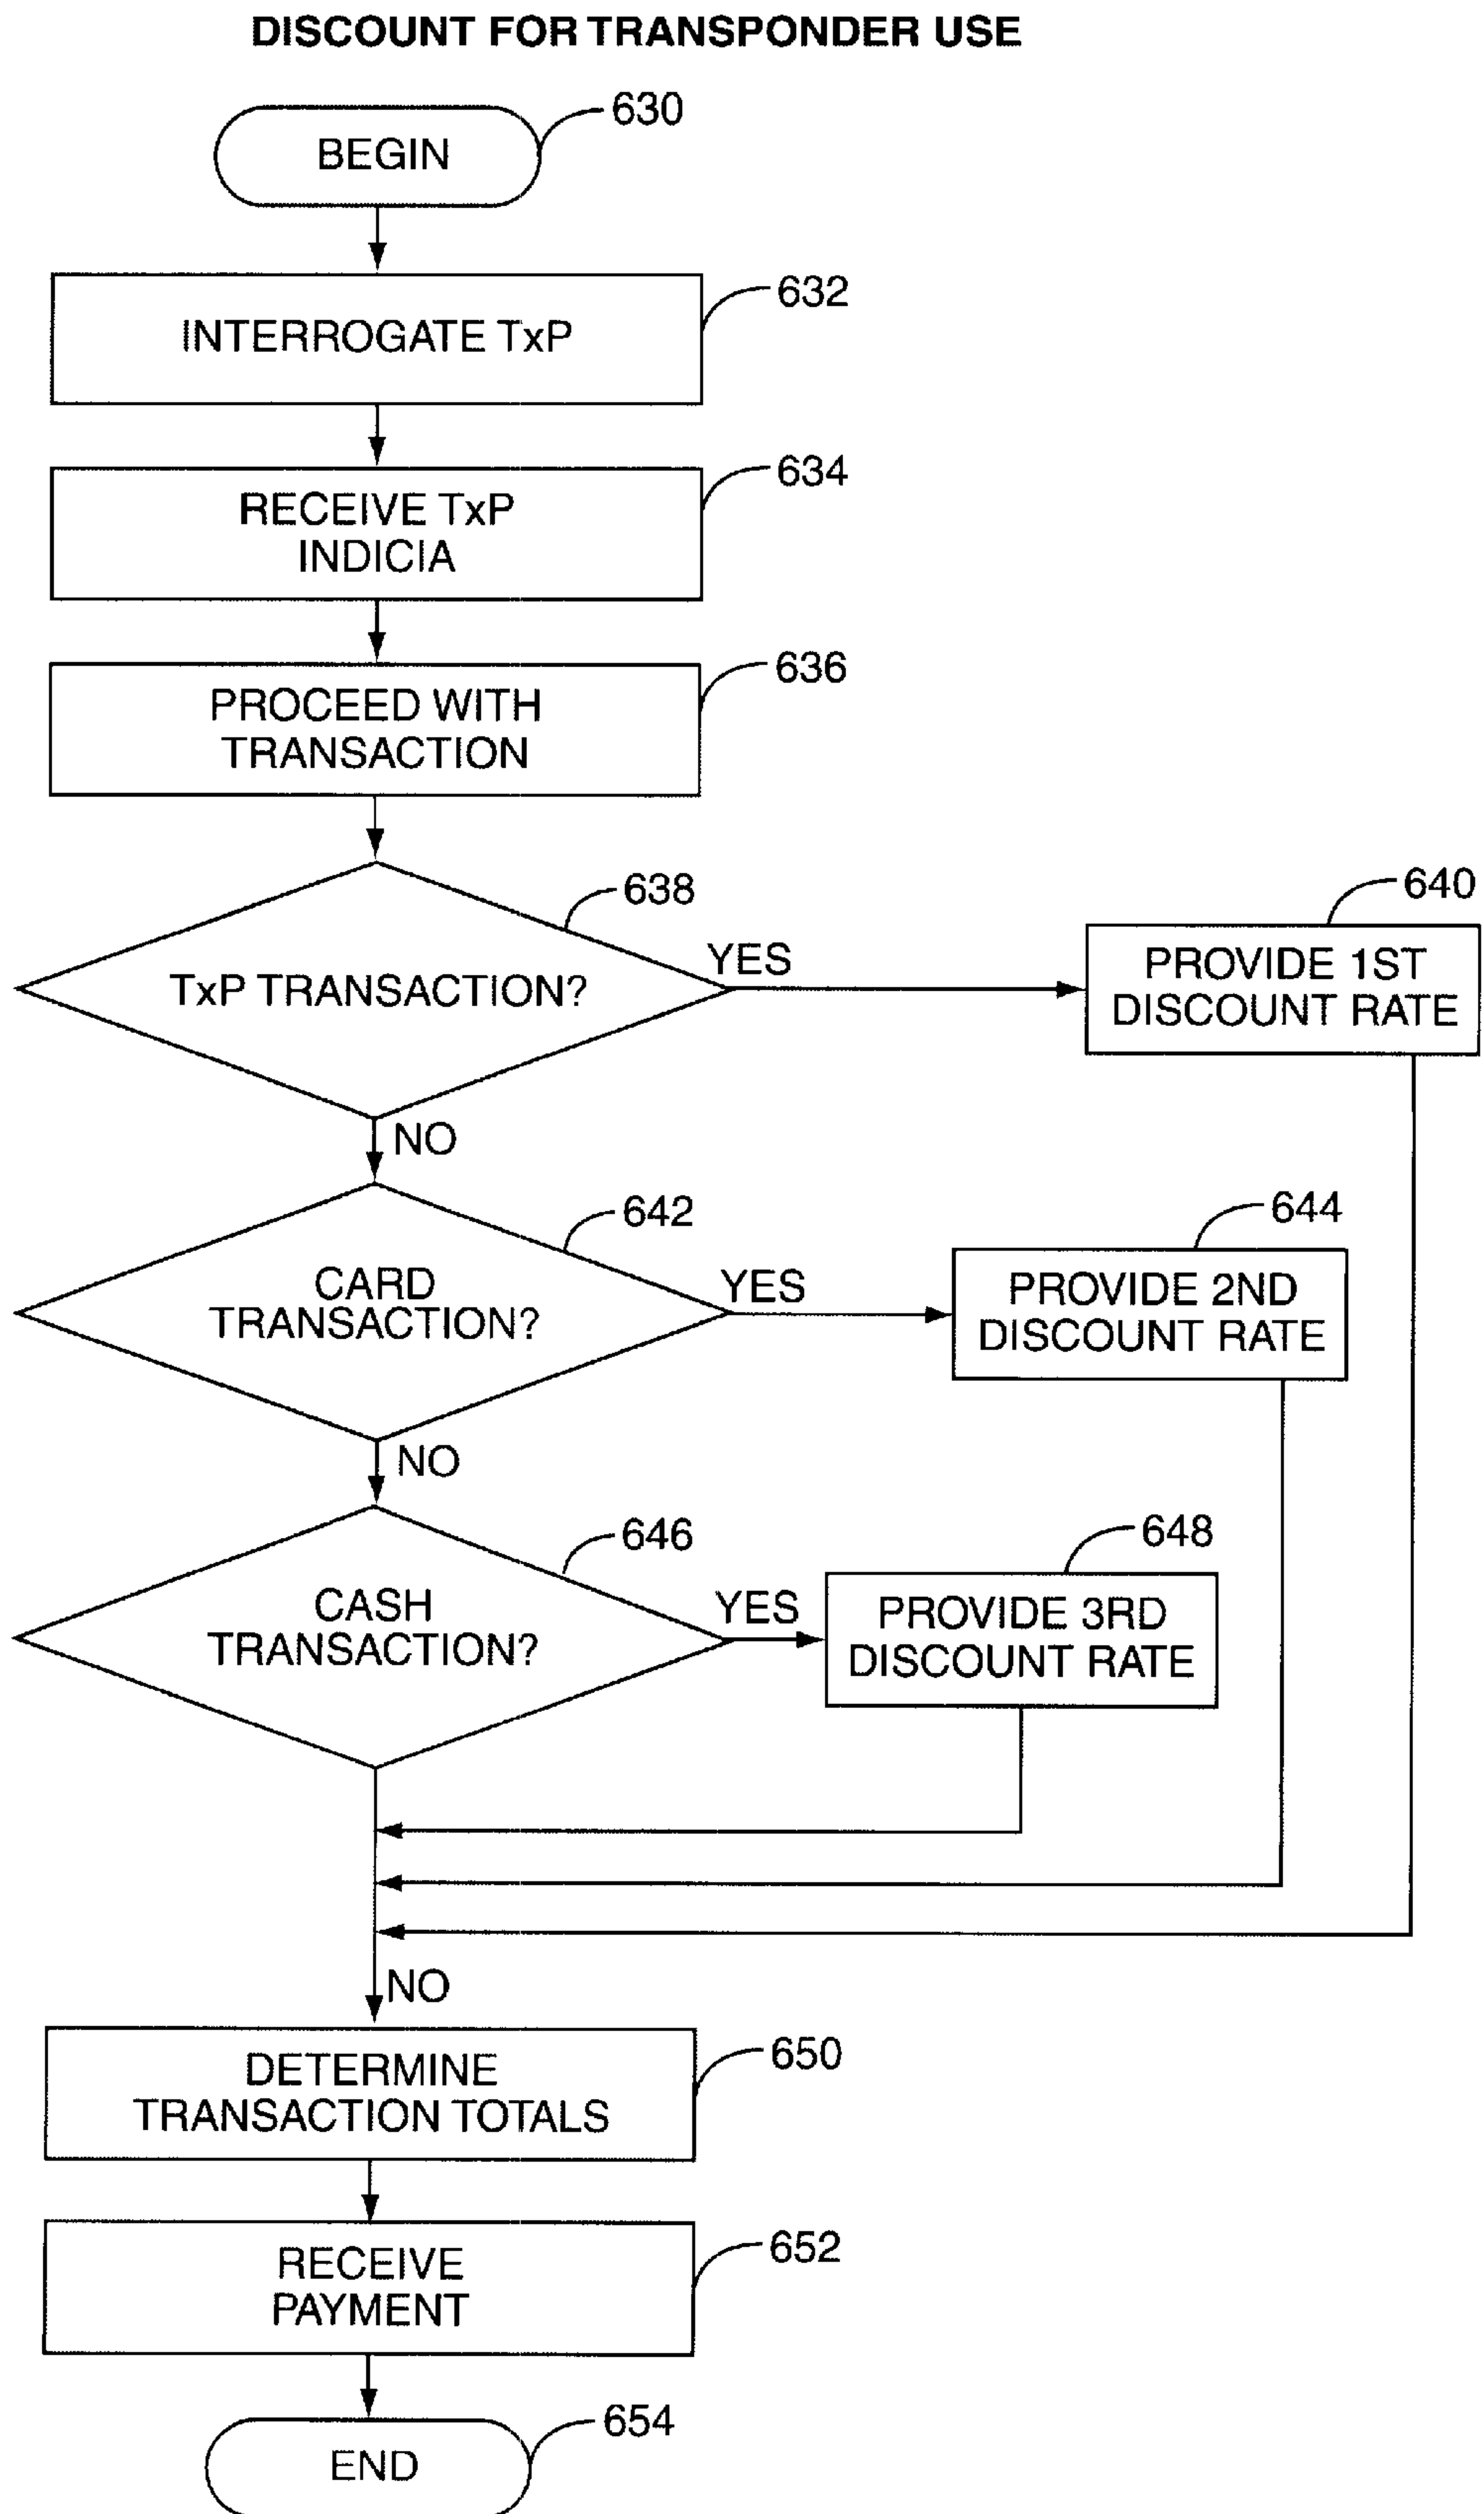 DISCOUNT FOR TRANSPONDER USE
630
BEGIN
632
INTERROGATE TxP
634
RECEIVE TxP
INDICIA
636
PROCEED WITH
TRANSACTION
638
TxP TRANSACTION?
YES
640
PROVIDE 1ST
DISCOUNT RATE
NO
642
CARD
TRANSACTION?
YES
644
PROVIDE 2ND
DISCOUNT RATE
NO
646
CASH
TRANSACTION?
YES
648
PROVIDE 3RD
DISCOUNT RATE
NO
650
DETERMINE
TRANSACTION TOTALS
652
RECEIVE
PAYMENT
654
END